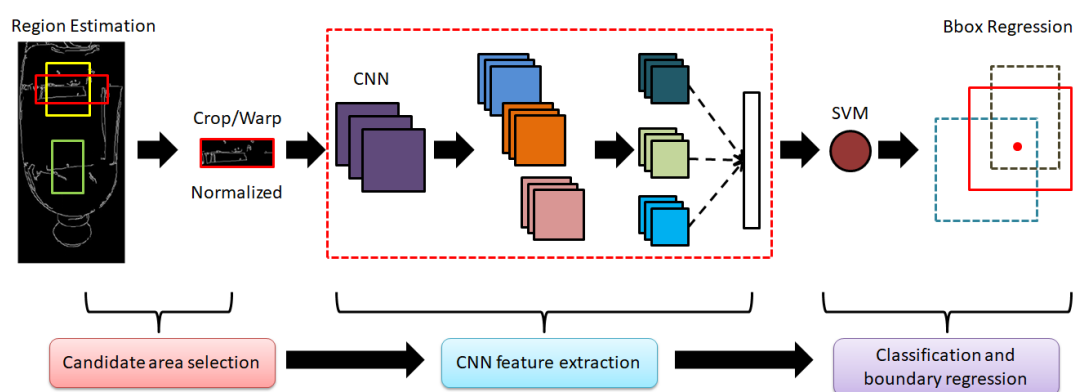 Region Estimation
Bbox Regression
CNN
Crop/Warp
SVM
Normalized
Candidate area selection
CNN feature extraction
Classification and
boundary regression